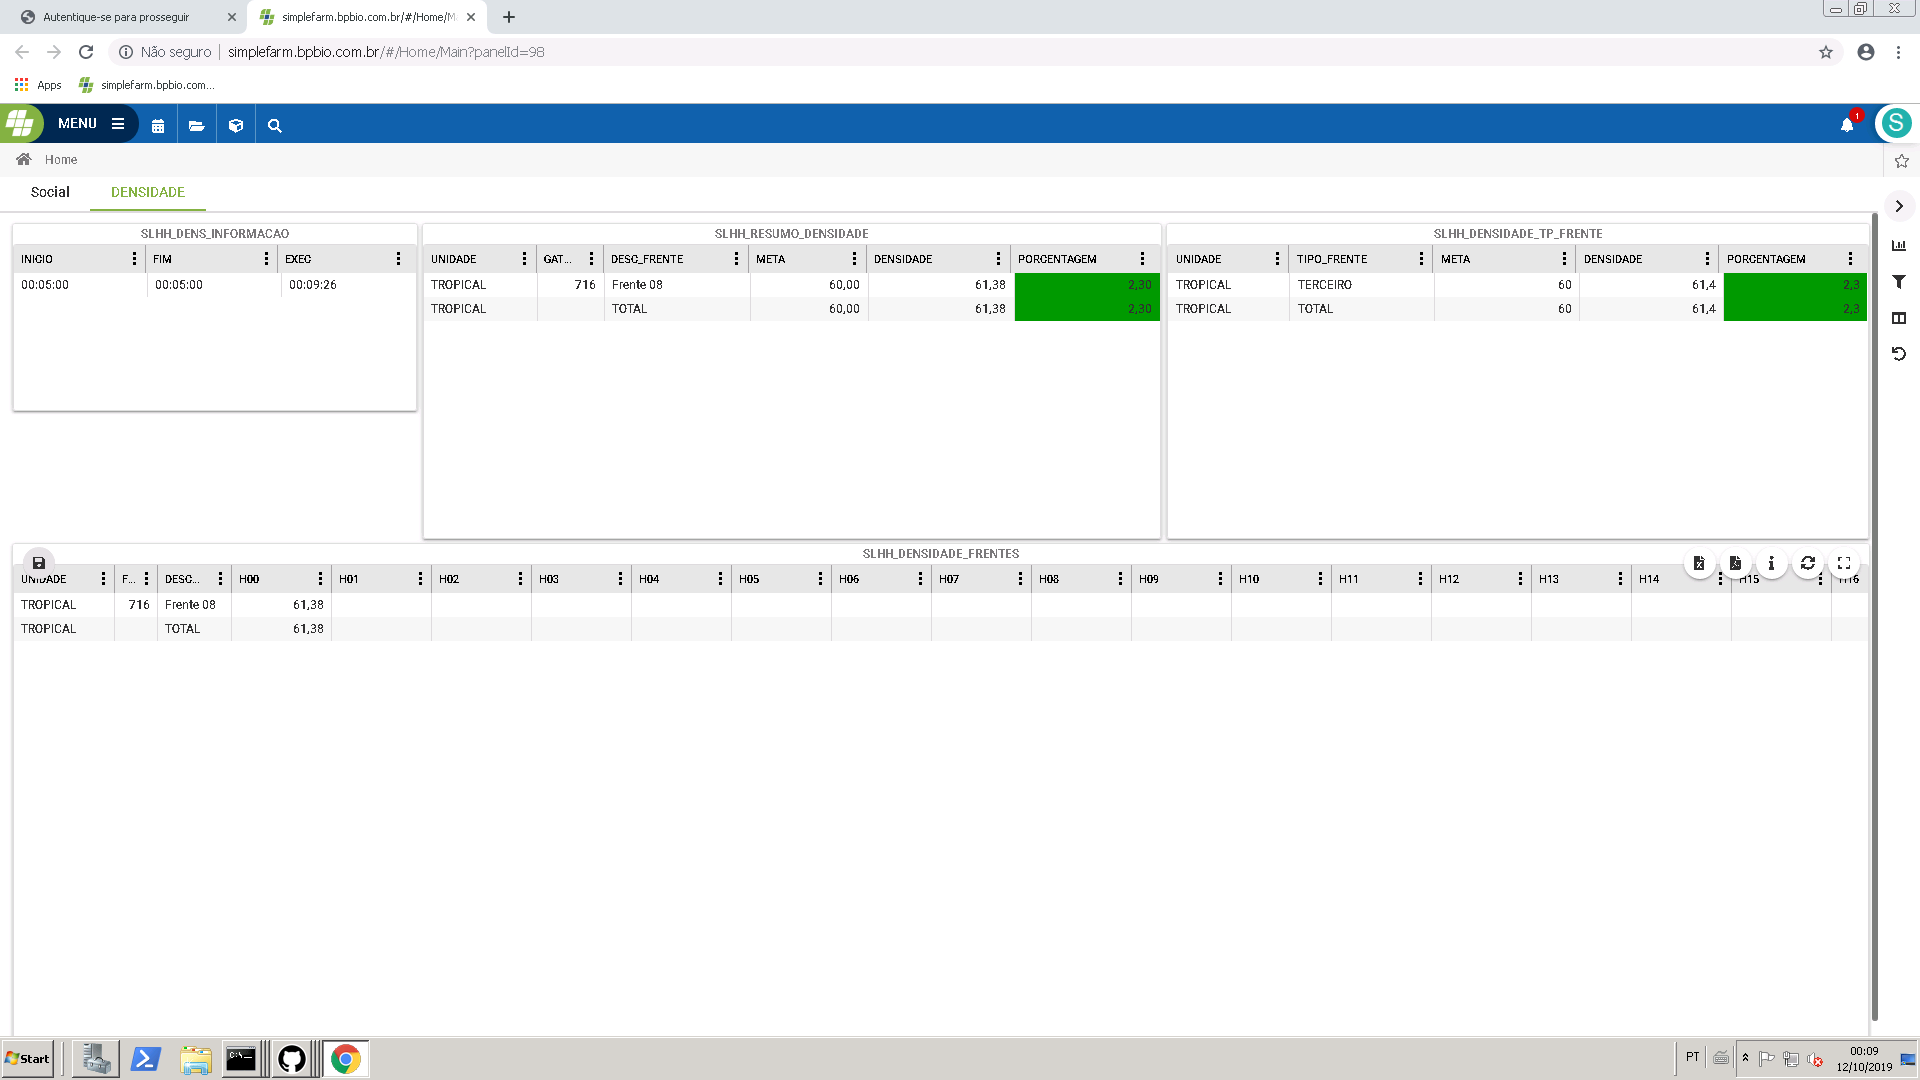 Autentique-se para prosseguir
simplefarm.bpbio.com.br/#/Home/M
Não seguro
simplefarm.bpbio.com.br/#/Home/Main?panelId=98
Apps
simplefarm.bpbio.com...
MENU
1
S
Home
Social
DENSIDADE
SLHH_DENS_INFORMACAO
INICIO FIM EXEC
00:05:00 00:05:00 00:09:26
SLHH_RESUMO_DENSIDADE
UNIDADE GAT... DESC_FRENTE META DENSIDADE PORCENTAGEM
TROPICAL 716 Frente 08 60,00 61,38 2,30
TROPICAL TOTAL 60,00 61,38 2,30
SLHH_DENSIDADE_TP_FRENTE
UNIDADE TIPO_FRENTE META DENSIDADE PORCENTAGEM
TROPICAL TERCEIRO 60 61,4 2,3
TROPICAL TOTAL 60 61,4 2,3
SLHH_DENSIDADE_FRENTES
UNIDADE F... DESC... H00 H01 H02 H03 H04 H05 H06 H07 H08 H09 H10 H11 H12 H13 H14 H15 H16
TROPICAL 716 Frente 08 61,38
TROPICAL TOTAL 61,38
Start
C:\_
PT
00:09
12/10/2019